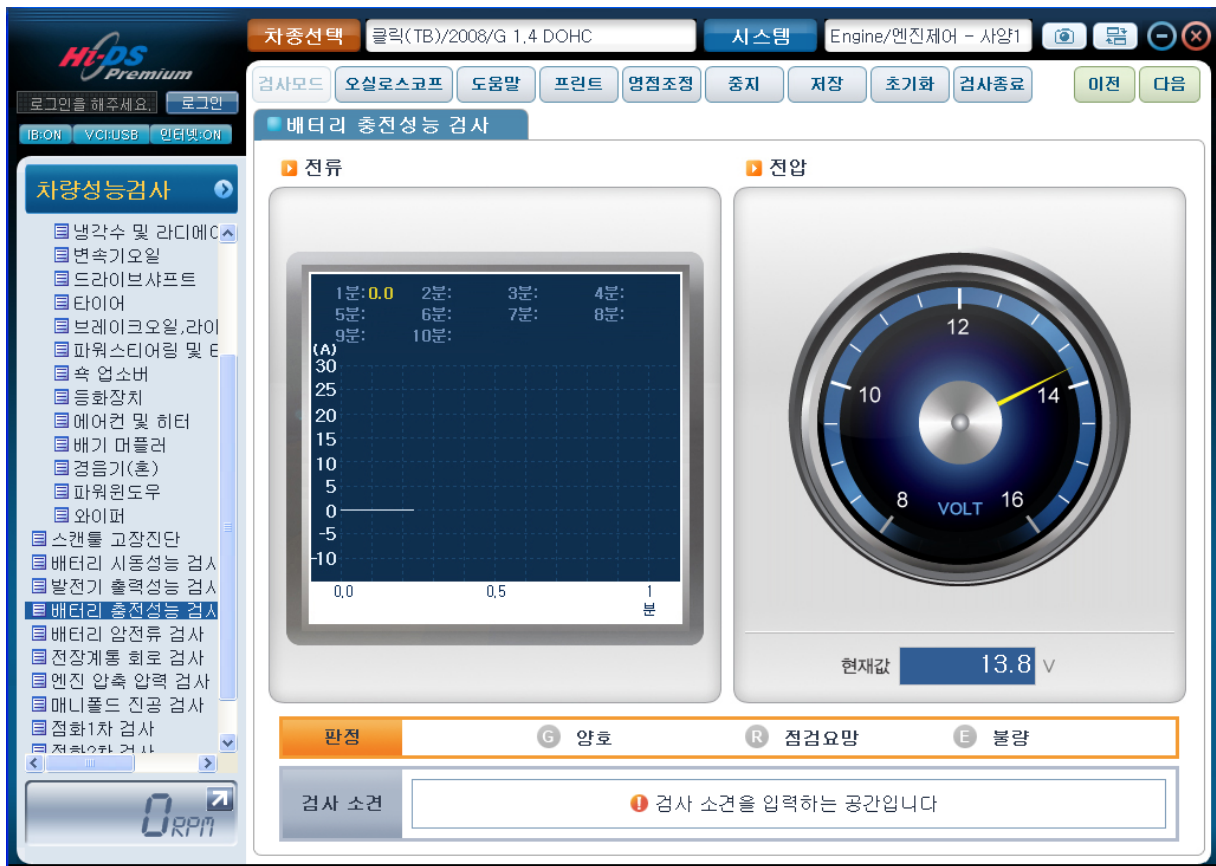 Hi-DS
Premium
차종선택 클릭(TB)/2008/G 1.4 DOHC 시스템 Engine/엔진제어 - 사양1
로그인을 해주세요. 로그인
IB:ON VCI:USB 인터넷:ON
검사모드 오실로스코프 도움말 프린트 영점조정 중지 저장 초기화 검사종료 이전 다음
배터리 충전성능 검사
차량성능검사
냉각수 및 라디에
변속기오일
드라이브샤프트
타이어
브레이크오일,라이
파워스티어링 및
쇽 업소버
등화장치
에어컨 및 히터
배기 머플러
경음기(혼)
파워윈도우
와이퍼
스캔툴 고장진단
배터리 시동성능 검사
발전기 출력성능 검사
배터리 충전성능 검사
배터리 암전류 검사
전장계통 회로 검사
엔진 압축 압력 검사
매니폴드 진공 검사
점화1차 검사
점화2차 검사
0 RPM
전류
1분:0.0 2분: 3분: 4분:
5분: 6분: 7분: 8분:
9분: 10분:
(A)
30
25
20
15
10
5
0
-5
-10
0.0 0.5 1
분
전압
12
10 14
8 VOLT 16
현재값 13.8 V
판정 G 양호 R 점검요망 E 불량
검사 소견 검사 소견을 입력하는 공간입니다